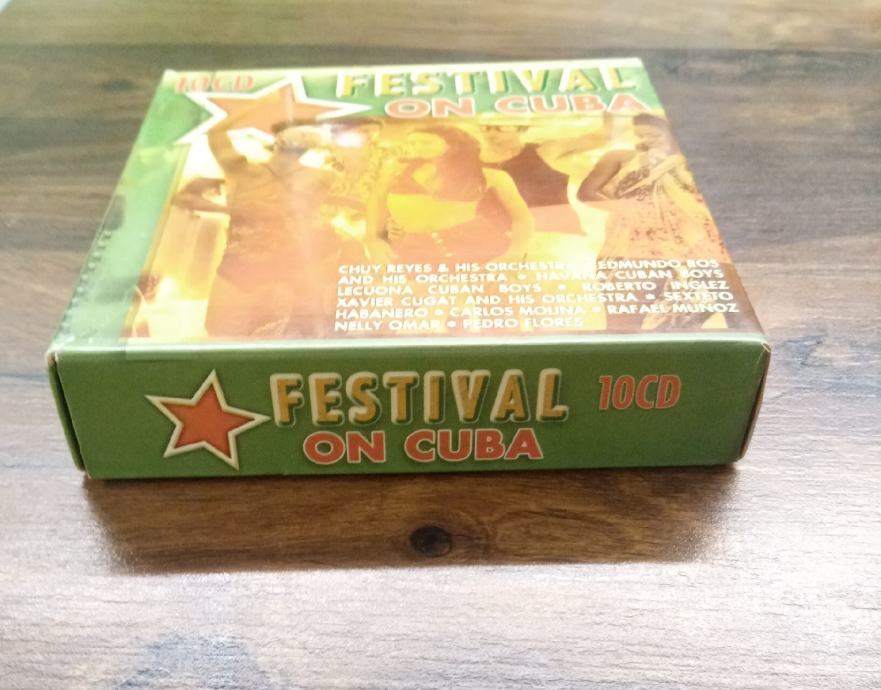 10CD
FESTIVAL
ON CUBA
CHUY REYES & HIS ORCHESTRA • EDMUNDO ROS
AND HIS ORCHESTRA • HAVANA CUBAN BOYS
LECUONA CUBAN BOYS • ROBERTO INGLEZ
XAVIER CUGAT AND HIS ORCHESTRA • SEXTETO
HABANERO • CARLOS MOLINA • RAFAEL MUÑOZ
NELLY OMAR • PEDRO FLORES
FESTIVAL 10CD
ON CUBA